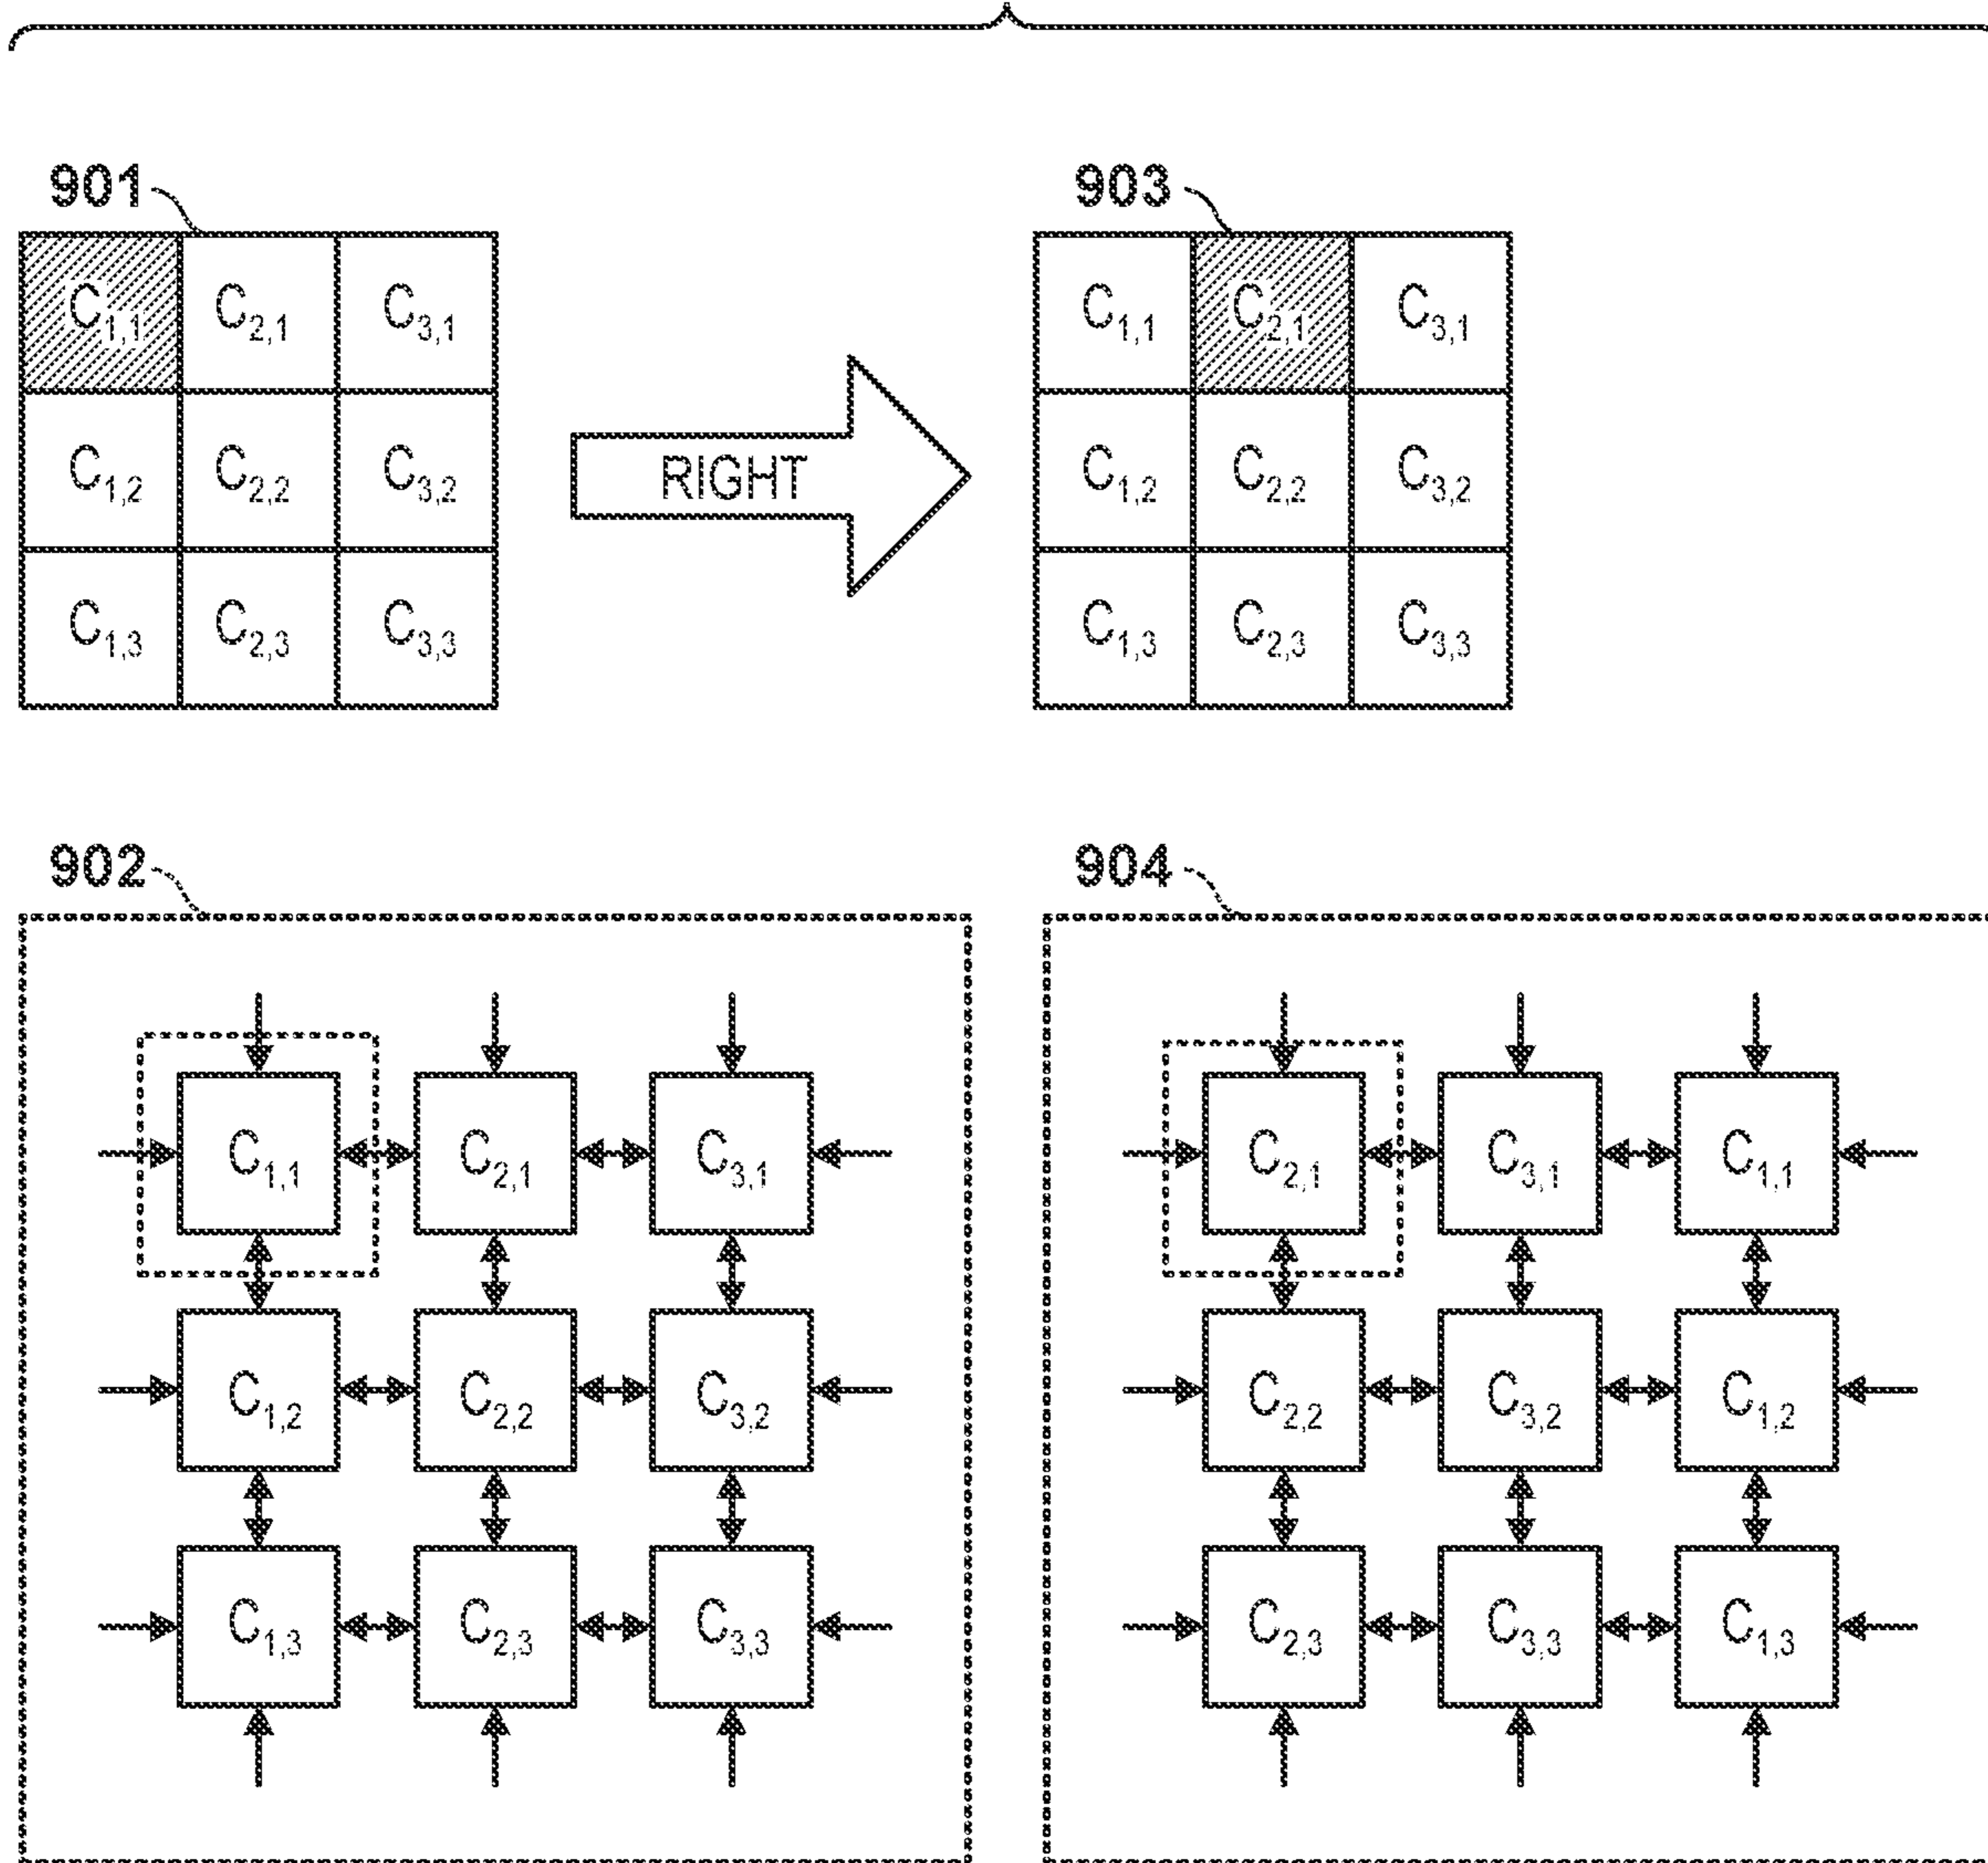 901
903
C1,1 C2,1 C3,1
C1,2 C2,2 C3,2
C1,3 C2,3 C3,3
RIGHT
C1,1 C2,1 C3,1
C1,2 C2,2 C3,2
C1,3 C2,3 C3,3
902
C1,1 C2,1 C3,1
C1,2 C2,2 C3,2
C1,3 C2,3 C3,3
904
C2,1 C3,1 C1,1
C2,2 C3,2 C1,2
C2,3 C3,3 C1,3